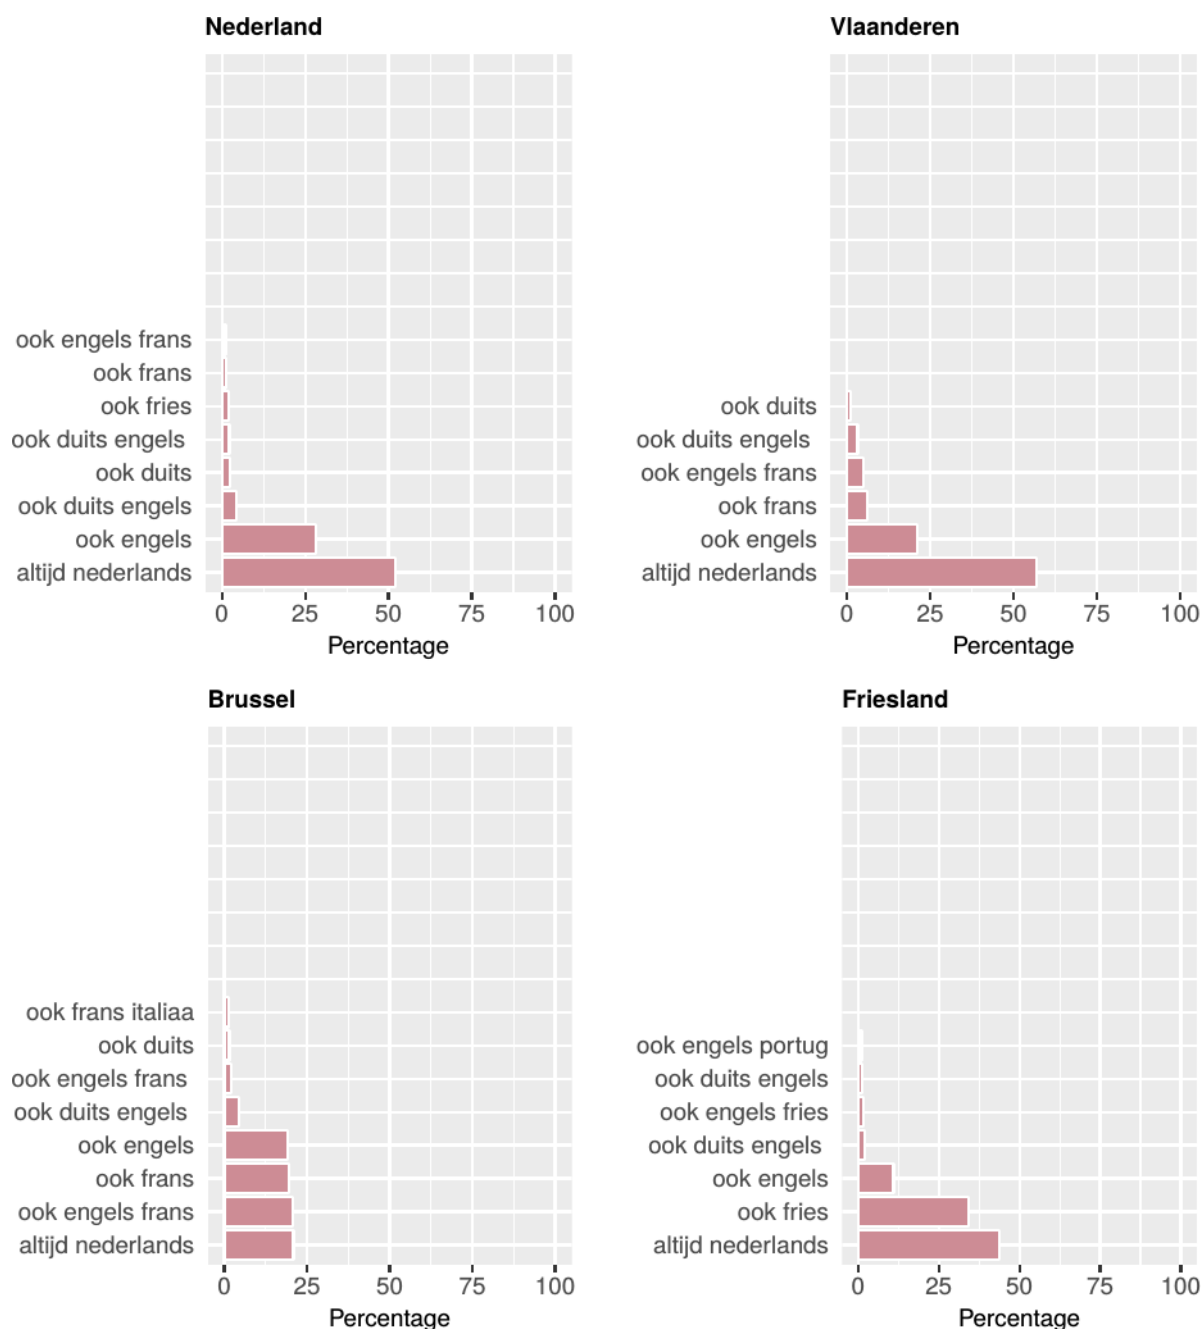 Nederland
ook engels frans
ook frans
ook fries
ook duits engels
ook duits
ook duits engels
ook engels
altijd nederlands
0 25 50 75 100
Percentage
Vlaanderen
ook duits
ook duits engels
ook engels frans
ook frans
ook engels
altijd nederlands
0 25 50 75 100
Percentage
Brussel
ook frans italiaa
ook duits
ook engels frans
ook duits engels
ook engels
ook frans
ook engels frans
altijd nederlands
0 25 50 75 100
Percentage
Friesland
ook engels portug
ook duits engels
ook engels fries
ook duits engels
ook engels
ook fries
altijd nederlands
0 25 50 75 100
Percentage